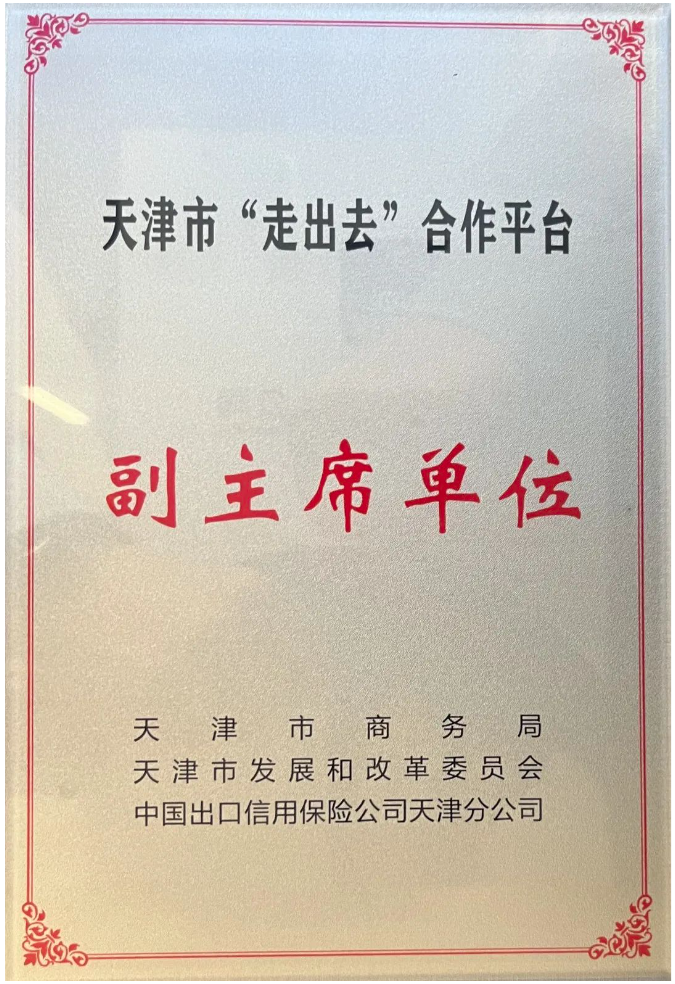 天津市“走出去”合作平台
副主席单位
天津市商务局
天津市发展和改革委员会
中国出口信用保险公司天津分公司